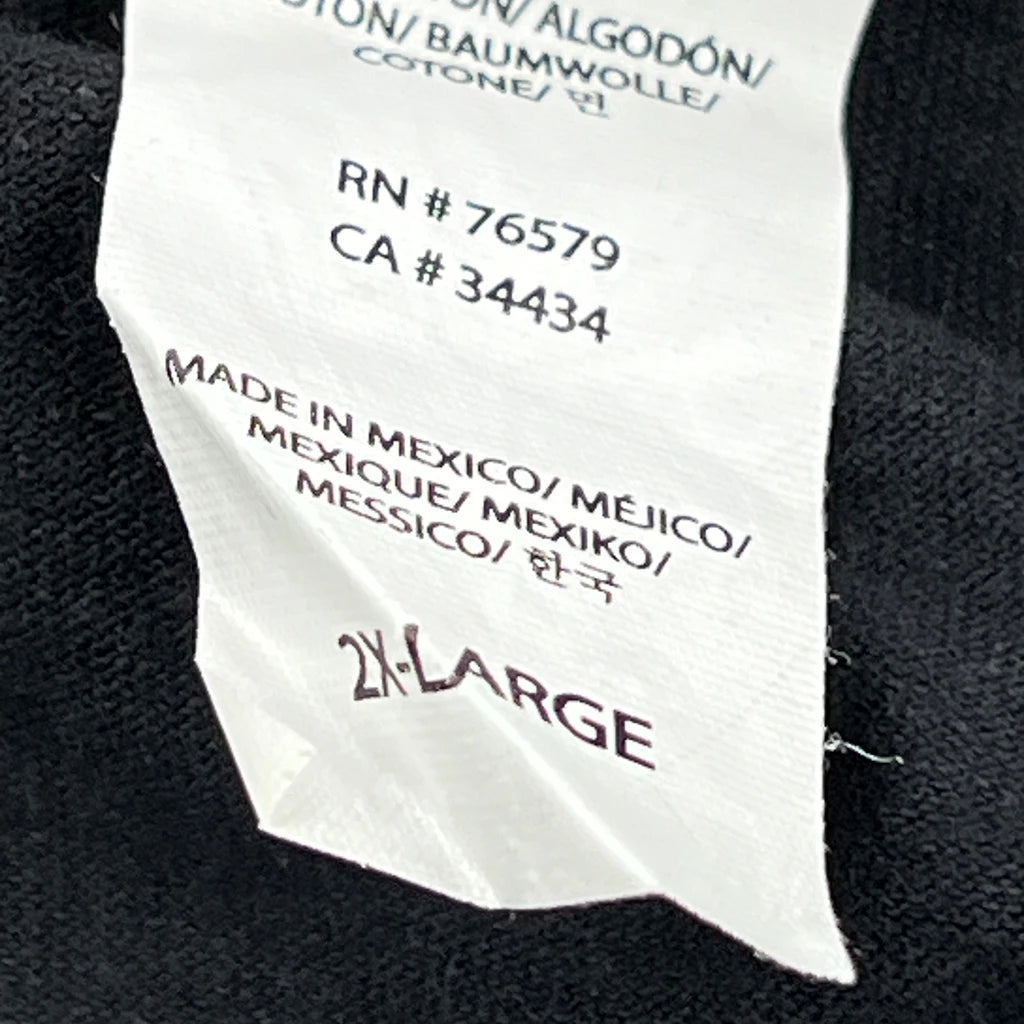 ALGODÓN/
BAUMWOLLE/
COTONE/ 면
RN # 76579
CA # 34434
MADE IN MEXICO/ MÉJICO/
MEXIQUE/ MEXIKO/
MESSICO/ 한국
2X-LARGE